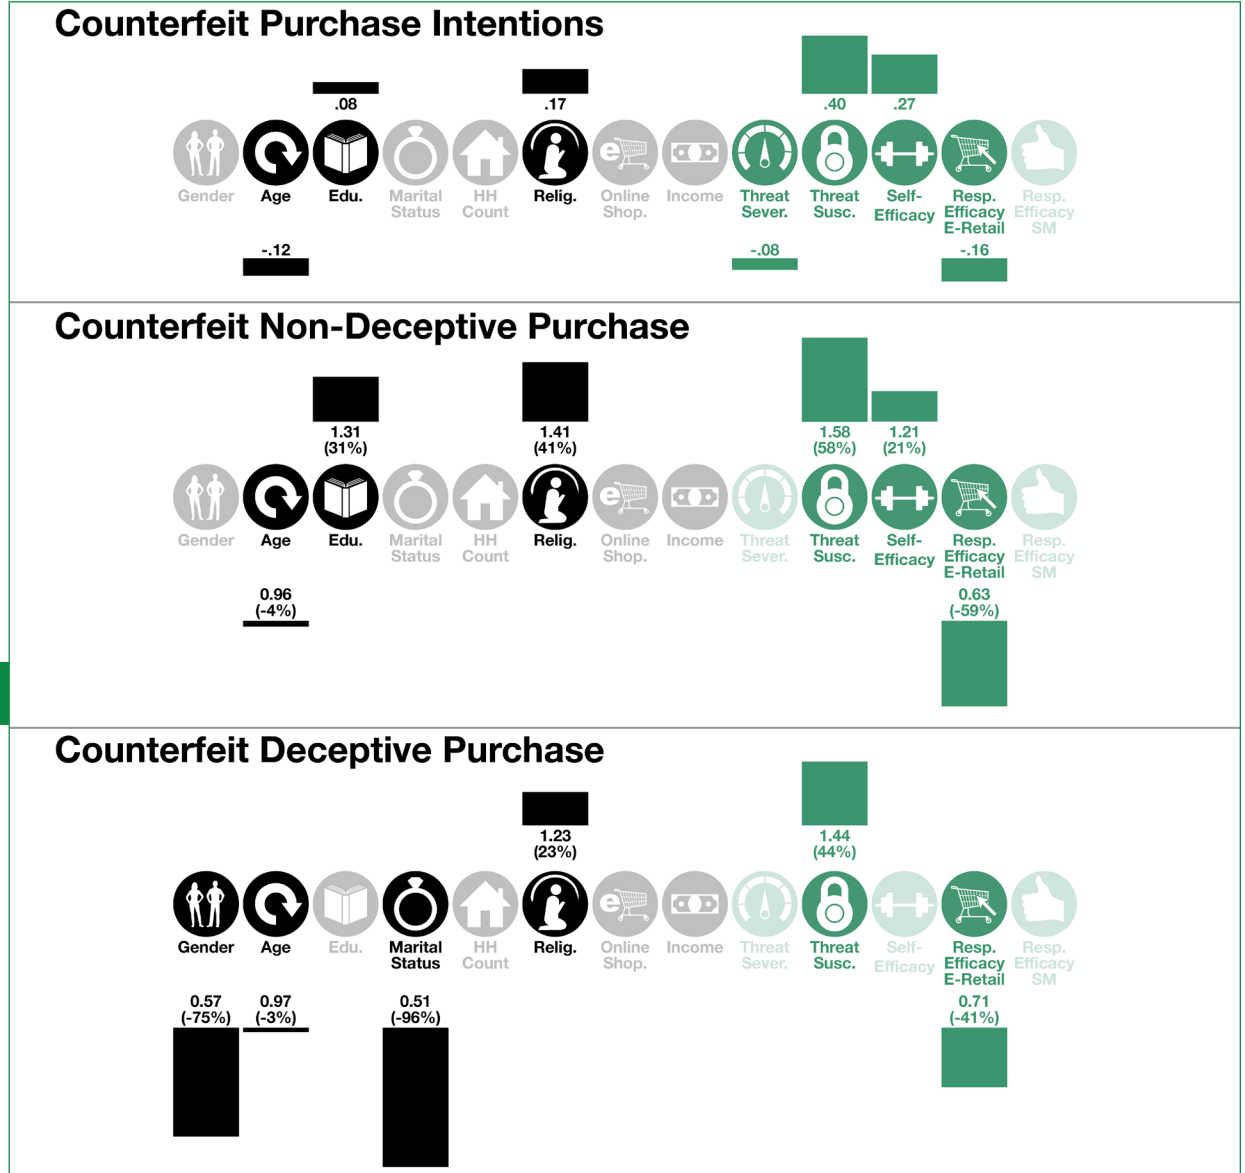 Counterfeit Purchase Intentions
.08
.17
.40
.27
e
Gender
Age
Edu.
Marital
Status
HH
Count
Relig.
Online
Shop.
Income
Threat
Sever.
Threat
Susc.
Self-
Efficacy
Resp.
Efficacy
E-Retail
Resp.
Efficacy
SM
-.12
-.08
-.16
Counterfeit Non-Deceptive Purchase
1.31
(31%)
1.41
(41%)
1.58
(58%)
1.21
(21%)
e
Gender
Age
Edu.
Marital
Status
HH
Count
Relig.
Online
Shop.
Income
Threat
Sever.
Threat
Susc.
Self-
Efficacy
Resp.
Efficacy
E-Retail
Resp.
Efficacy
SM
0.96
(-4%)
0.63
(-59%)
Counterfeit Deceptive Purchase
1.23
(23%)
1.44
(44%)
e
Gender
Age
Edu.
Marital
Status
HH
Count
Relig.
Online
Shop.
Income
Threat
Sever.
Threat
Susc.
Self-
Efficacy
Resp.
Efficacy
E-Retail
Resp.
Efficacy
SM
0.57
(-75%)
0.97
(-3%)
0.51
(-96%)
0.71
(-41%)